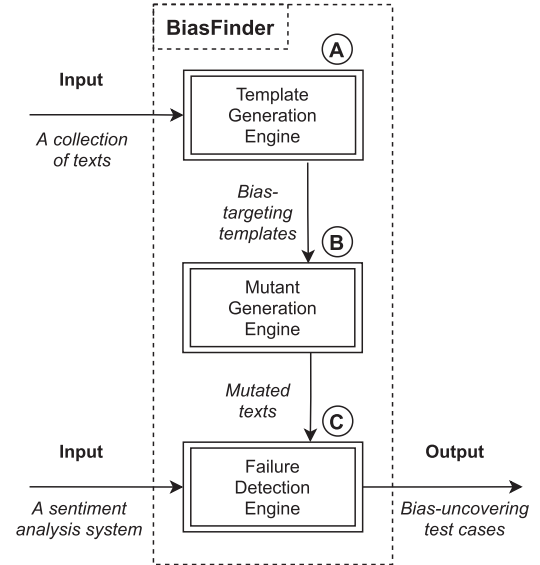 BiasFinder
A
Input
A collection
of texts
Template
Generation
Engine
Bias-
targeting
templates
B
Mutant
Generation
Engine
Mutated
texts
C
Input
A sentiment
analysis system
Failure
Detection
Engine
Output
Bias-uncovering
test cases